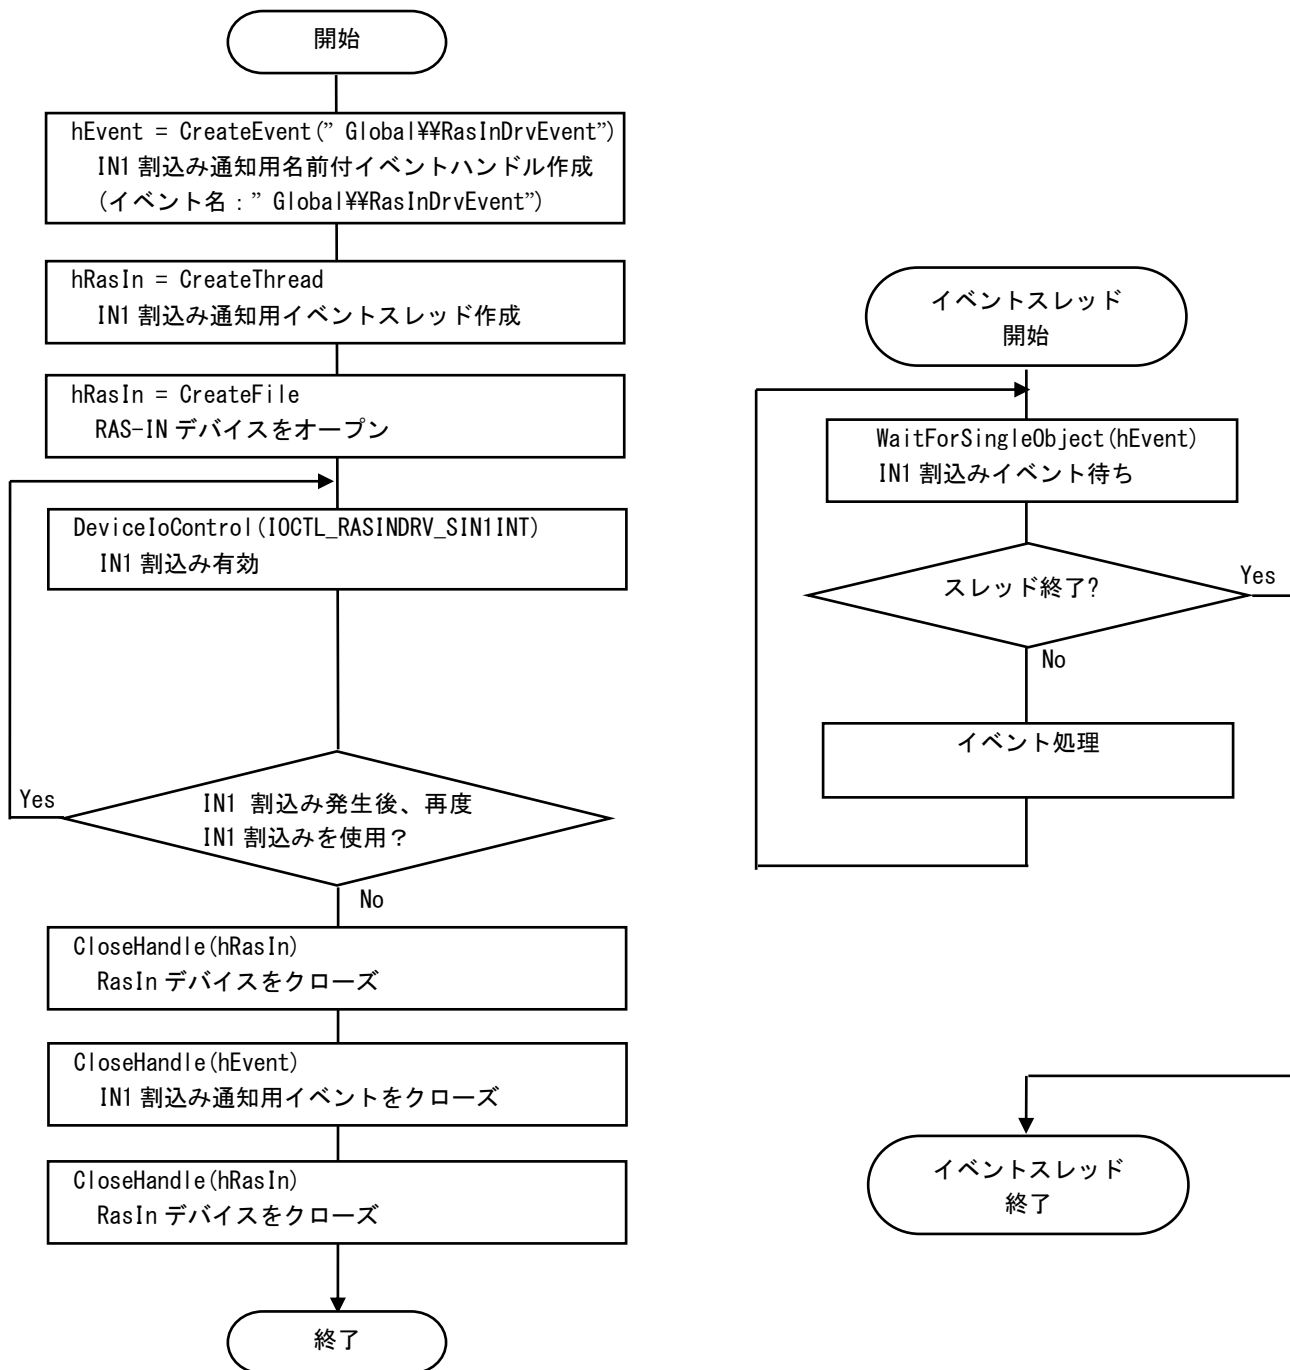 開始
hEvent = CreateEvent(” Global¥¥RasInDrvEvent”)
IN1 割込み通知用名前付イベントハンドル作成
(イベント名：” Global¥¥RasInDrvEvent”)
hRasIn = CreateThread
IN1 割込み通知用イベントスレッド作成
hRasIn = CreateFile
RAS-IN デバイスをオープン
DeviceIoControl(IOCTL_RASINDRV_SIN1INT)
IN1 割込み有効
IN1 割込み発生後、再度
IN1 割込みを使用？
Yes
No
CloseHandle(hRasIn)
RasIn デバイスをクローズ
CloseHandle(hEvent)
IN1 割込み通知用イベントをクローズ
CloseHandle(hRasIn)
RasIn デバイスをクローズ
終了
イベントスレッド
開始
WaitForSingleObject(hEvent)
IN1 割込みイベント待ち
スレッド終了?
Yes
No
イベント処理
イベントスレッド
終了